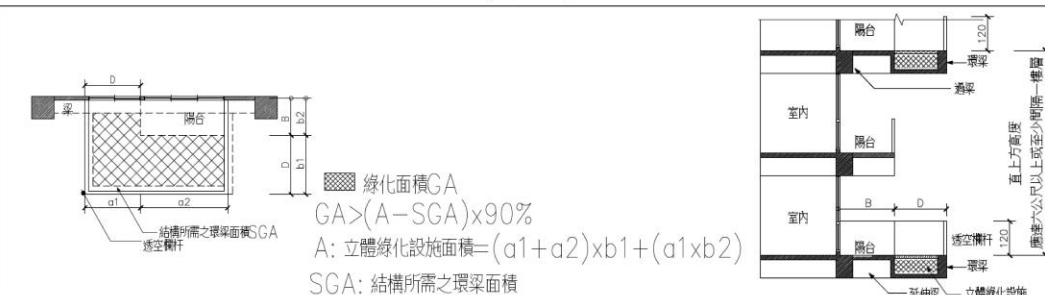 D
梁
陽台
B
b2
D
b1
a1
a2
結構所需之環梁面積SGA
透空欄杆
綠化面積GA
GA>(A-SGA)x90%
A: 立體綠化設施面積=(a1+a2)xb1+(a1xb2)
SGA: 結構所需之環梁面積
陽台
120
環梁
過梁
室內
陽台
直上方高度
應達六公尺以上或至少間隔一樓層
室內
B
D
陽台
透空欄杆
120
環梁
延伸梁
立體綠化設施